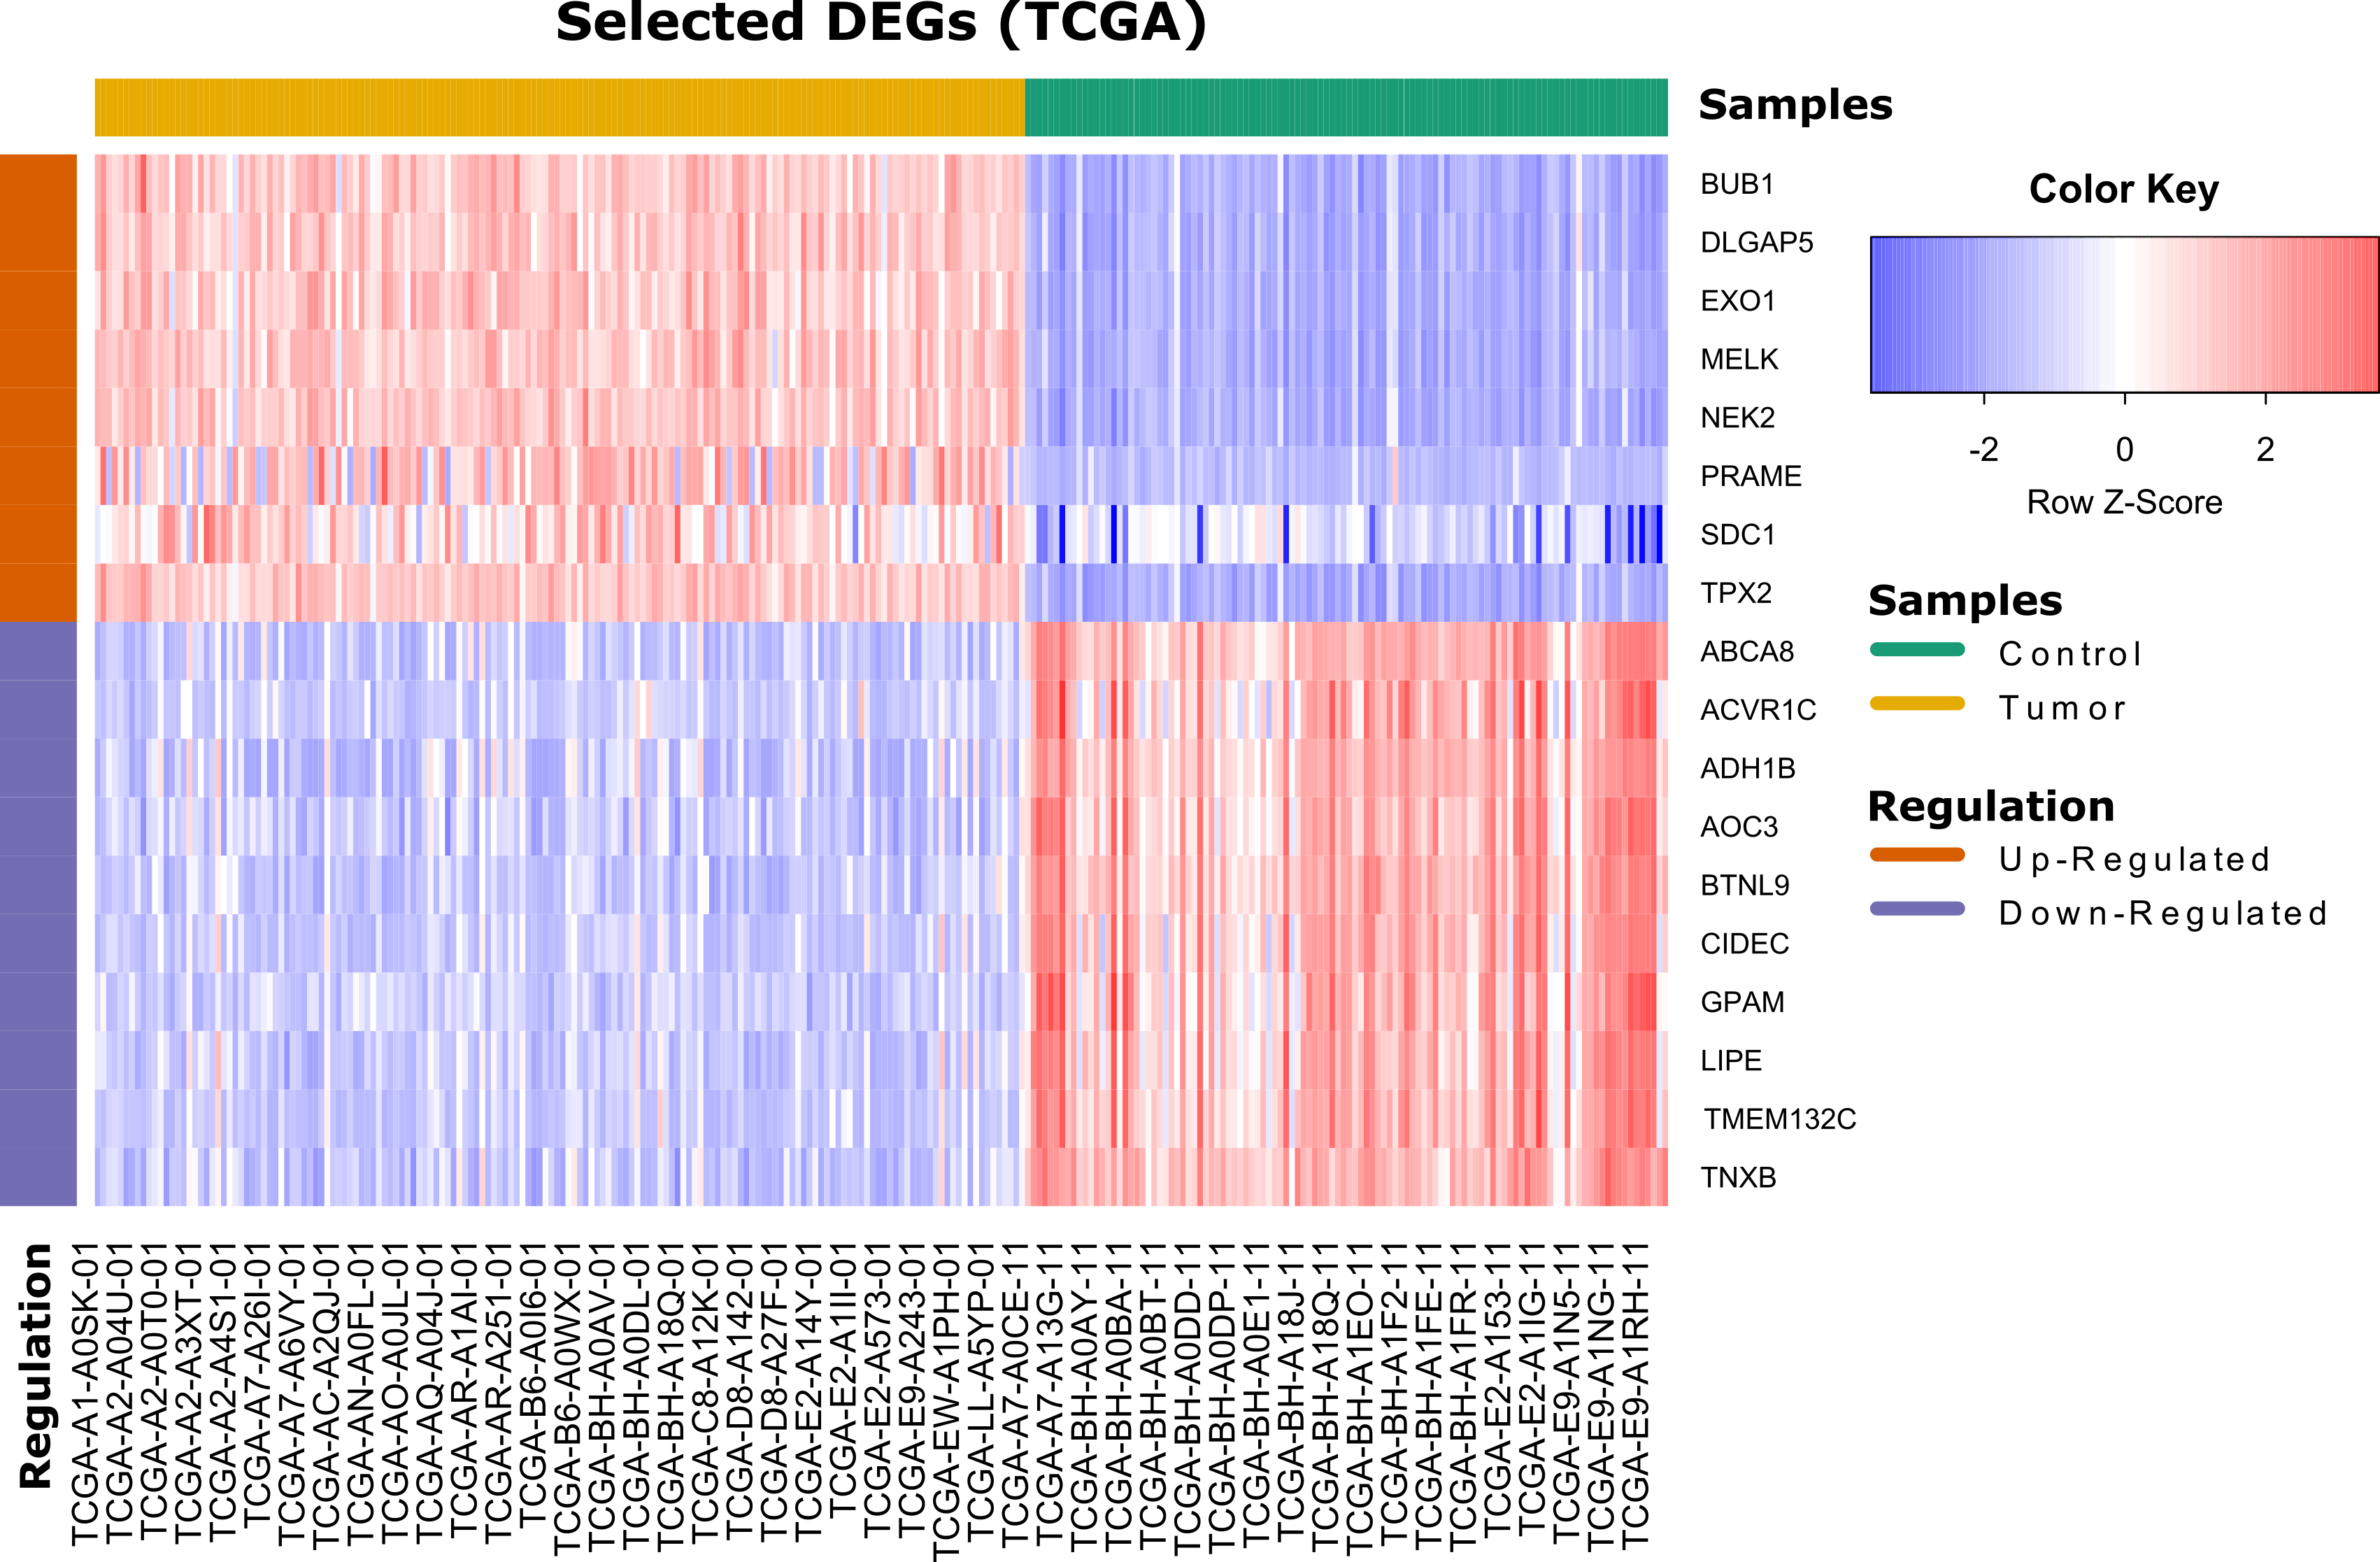 Selected DEGs (TCGA)
Samples
BUB1
DLGAP5
EXO1
MELK
NEK2
PRAME
SDC1
TPX2
ABCA8
ACVR1C
ADH1B
AOC3
BTNL9
CIDEC
GPAM
LIPE
TMEM132C
TNXB
Color Key
-2 0 2
Row Z-Score
Samples
Control
Tumor
Regulation
Up-Regulated
Down-Regulated
Regulation
TCGA-A1-A0SK-01
TCGA-A2-A04U-01
TCGA-A2-A0T0-01
TCGA-A2-A3XT-01
TCGA-A2-A4S1-01
TCGA-A7-A26I-01
TCGA-A7-A6VY-01
TCGA-AC-A2QJ-01
TCGA-AN-A0FL-01
TCGA-AO-A0JL-01
TCGA-AQ-A04J-01
TCGA-AR-A1AI-01
TCGA-AR-A251-01
TCGA-B6-A0I6-01
TCGA-B6-A0WX-01
TCGA-BH-A0AV-01
TCGA-BH-A0DL-01
TCGA-BH-A18Q-01
TCGA-C8-A12K-01
TCGA-D8-A142-01
TCGA-D8-A27F-01
TCGA-E2-A14Y-01
TCGA-E2-A1II-01
TCGA-E2-A573-01
TCGA-E9-A243-01
TCGA-EW-A1PH-01
TCGA-LL-A5YP-01
TCGA-A7-A0CE-11
TCGA-A7-A13G-11
TCGA-BH-A0AY-11
TCGA-BH-A0BA-11
TCGA-BH-A0BT-11
TCGA-BH-A0DD-11
TCGA-BH-A0DP-11
TCGA-BH-A0E1-11
TCGA-BH-A18J-11
TCGA-BH-A18Q-11
TCGA-BH-A1EO-11
TCGA-BH-A1F2-11
TCGA-BH-A1FE-11
TCGA-BH-A1FR-11
TCGA-E2-A153-11
TCGA-E2-A1IG-11
TCGA-E9-A1N5-11
TCGA-E9-A1NG-11
TCGA-E9-A1RH-11